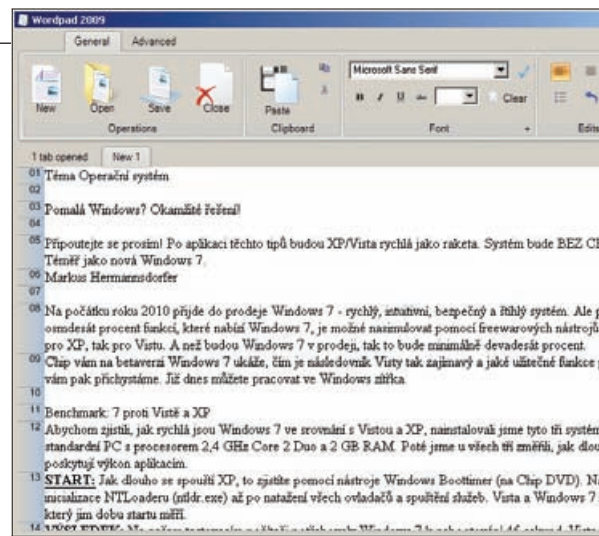 Wordpad 2009
General Advanced
New Open Save Close
Operations
Paste
Clipboard
Microsoft Sans Serif
B I U abc Clear
Font
Edita
1 tab opened New 1
01 Téma Operační systém
02
03 Pomalá Windows? Okamžité řešení!
04
05 Připoutejte se prosím! Po aplikaci těchto tipů budou XP/Vista rychlá jako raketa. Systém bude BEZ CH
Téměř jako nová Windows 7.
06 Markus Hermannsdorfer
07
08 Na počátku roku 2010 přijde do prodeje Windows 7 - rychlý, intuitivní, bezpečný a štíhlý systém. Ale p
osmdesát procent funkcí, které nabízí Windows 7, je možné nasimulovat pomocí freewarových nástrojů
pro XP, tak pro Vistu. A než budou Windows 7 v prodeji, tak to bude minimálně devadesát procent.
09 Chip vám na betaverzi Windows 7 ukáže, čím je následovník Visty tak zajímavý a jaké užitečné funkce p
vám pak přichystáme. Již dnes můžete pracovat ve Windows zítřka.
10
11 Benchmark: 7 proti Vistě a XP
12 Abychom zjistili, jak rychlá jsou Windows 7 ve srovnání s Vistou a XP, nainstalovali jsme tyto tři systém
standardní PC s procesorem 2,4 GHz Core 2 Duo a 2 GB RAM. Poté jsme u všech tří změřili, jak dlou
poskytují výkon aplikacím.
13 START: Jak dlouho se spouští XP, to zjistíte pomocí nástroje Windows Boottimer (na Chip DVD). Na
inicializace NTLoaderu (ntldr.exe) až po natažení všech ovladačů a spuštění služeb. Vista a Windows 7
který jim dobu startu měří.
14 VÝSLEDEK: